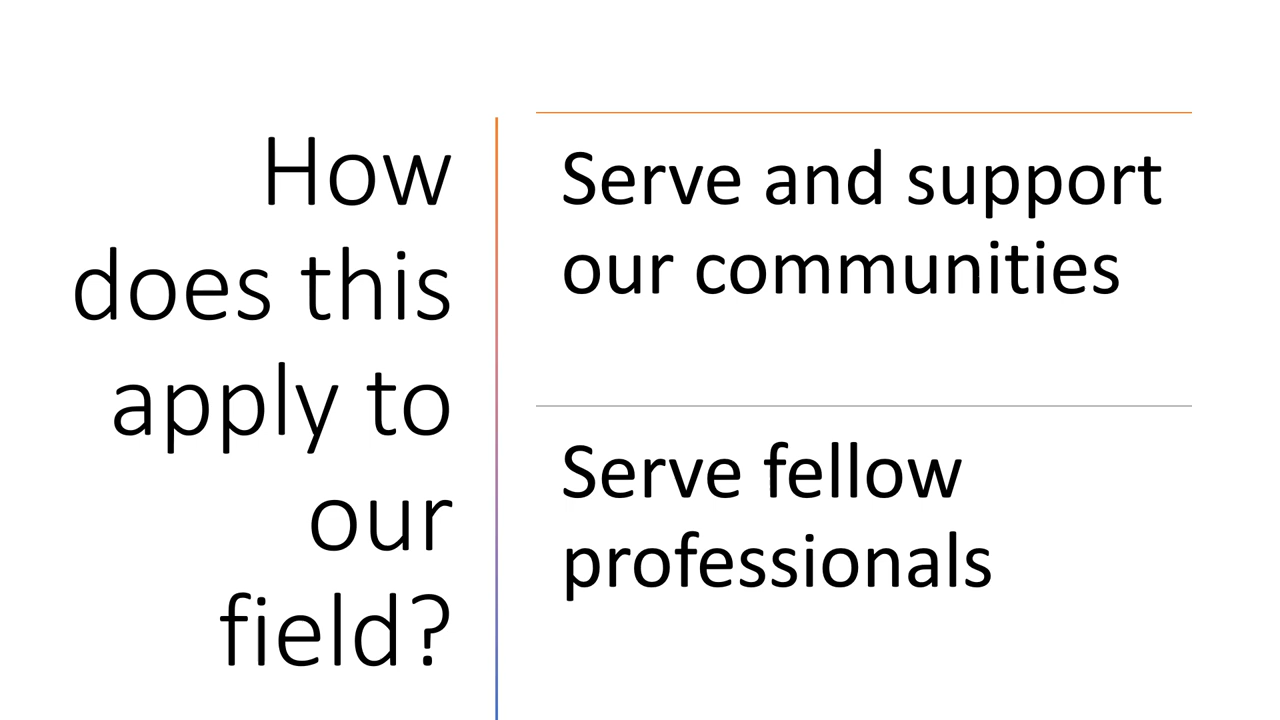 How
does this
apply to
our
field?
Serve and support
our communities
Serve fellow
professionals